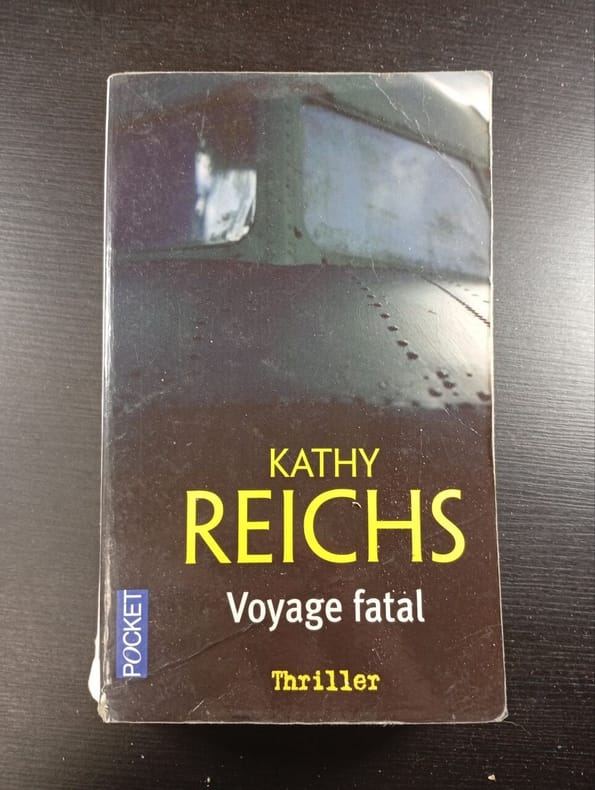 KATHY
REICHS
Voyage fatal
POCKET
Thriller